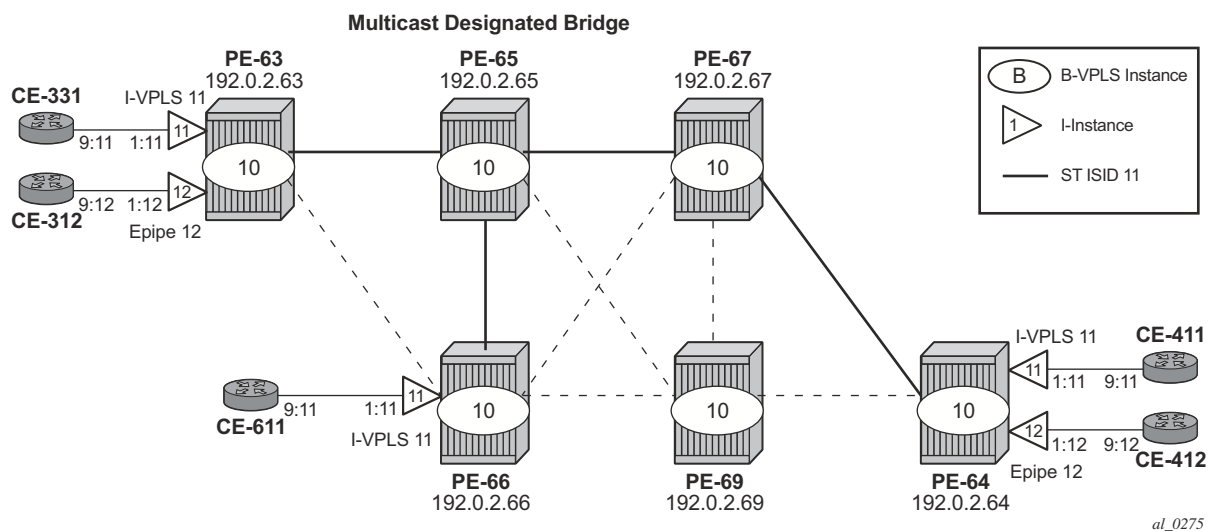 Multicast Designated Bridge
PE-63
192.0.2.63
PE-65
192.0.2.65
PE-67
192.0.2.67
B
B-VPLS Instance
1
I-Instance
ST ISID 11
CE-331
I-VPLS 11
9:11
1:11
11
10
10
10
CE-312
9:12
1:12
12
Epipe 12
CE-611
9:11
1:11
11
I-VPLS 11
10
PE-66
192.0.2.66
10
PE-69
192.0.2.69
10
PE-64
192.0.2.64
I-VPLS 11
11
1:11
9:11
CE-411
12
1:12
9:12
CE-412
Epipe 12
al_0275